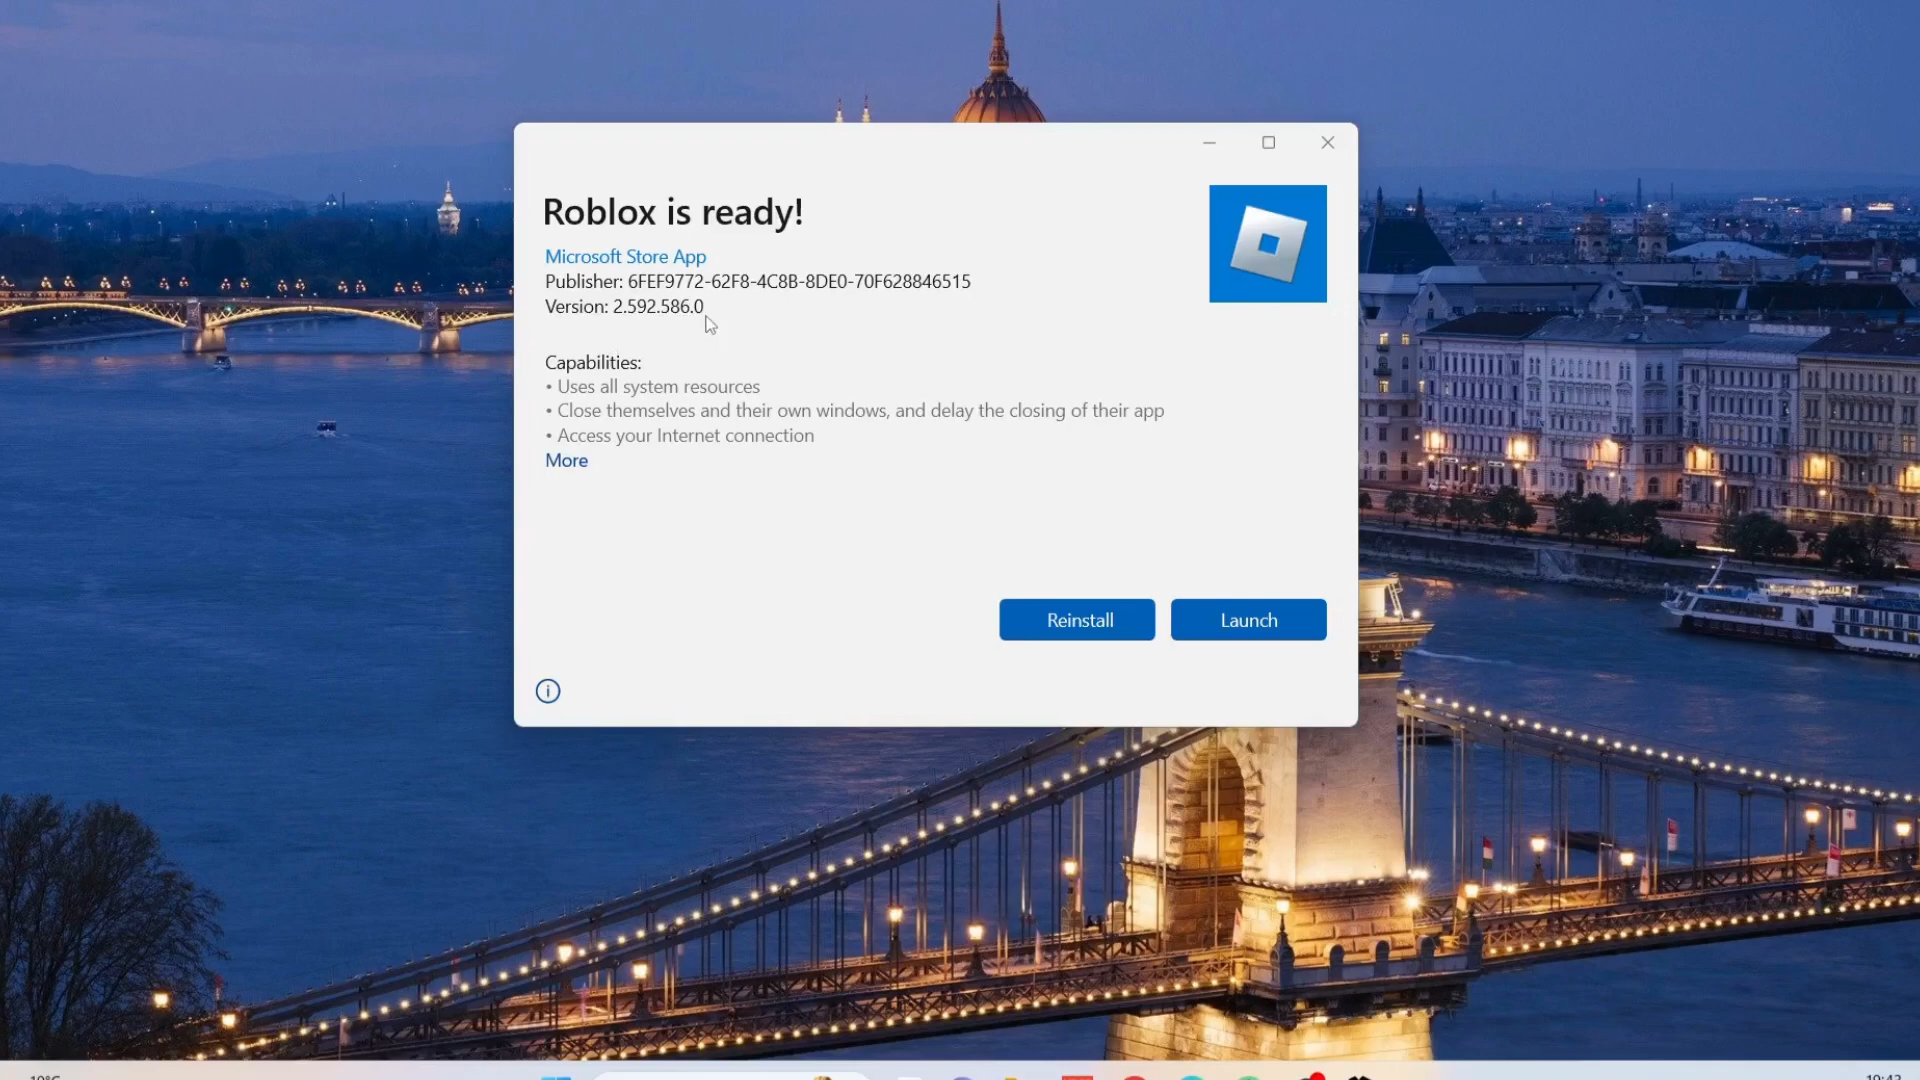 Roblox is ready!
Microsoft Store App
Publisher: 6FEF9772-62F8-4C8B-8DE0-70F628846515
Version: 2.592.586.0
Capabilities:
• Uses all system resources
• Close themselves and their own windows, and delay the closing of their app
• Access your Internet connection
More
Reinstall
Launch